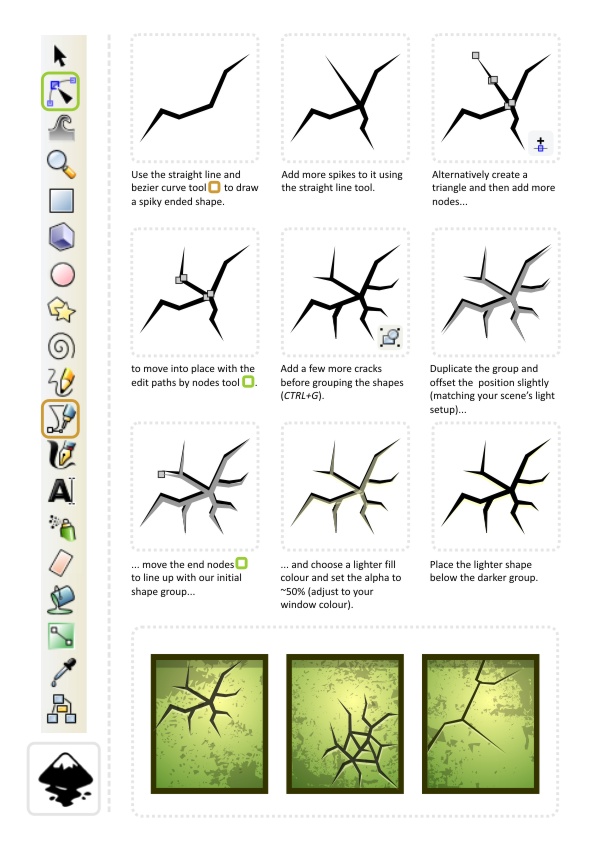 Use the straight line and
bezier curve tool to draw
a spiky ended shape.
Add more spikes to it using
the straight line tool.
Alternatively create a
triangle and then add more
nodes...
to move into place with the
edit paths by nodes tool .
Add a few more cracks
before grouping the shapes
(CTRL+G).
Duplicate the group and
offset the position slightly
(matching your scene's light
setup)...
... move the end nodes
to line up with our initial
shape group...
... and choose a lighter fill
colour and set the alpha to
~50% (adjust to your
window colour).
Place the lighter shape
below the darker group.
A